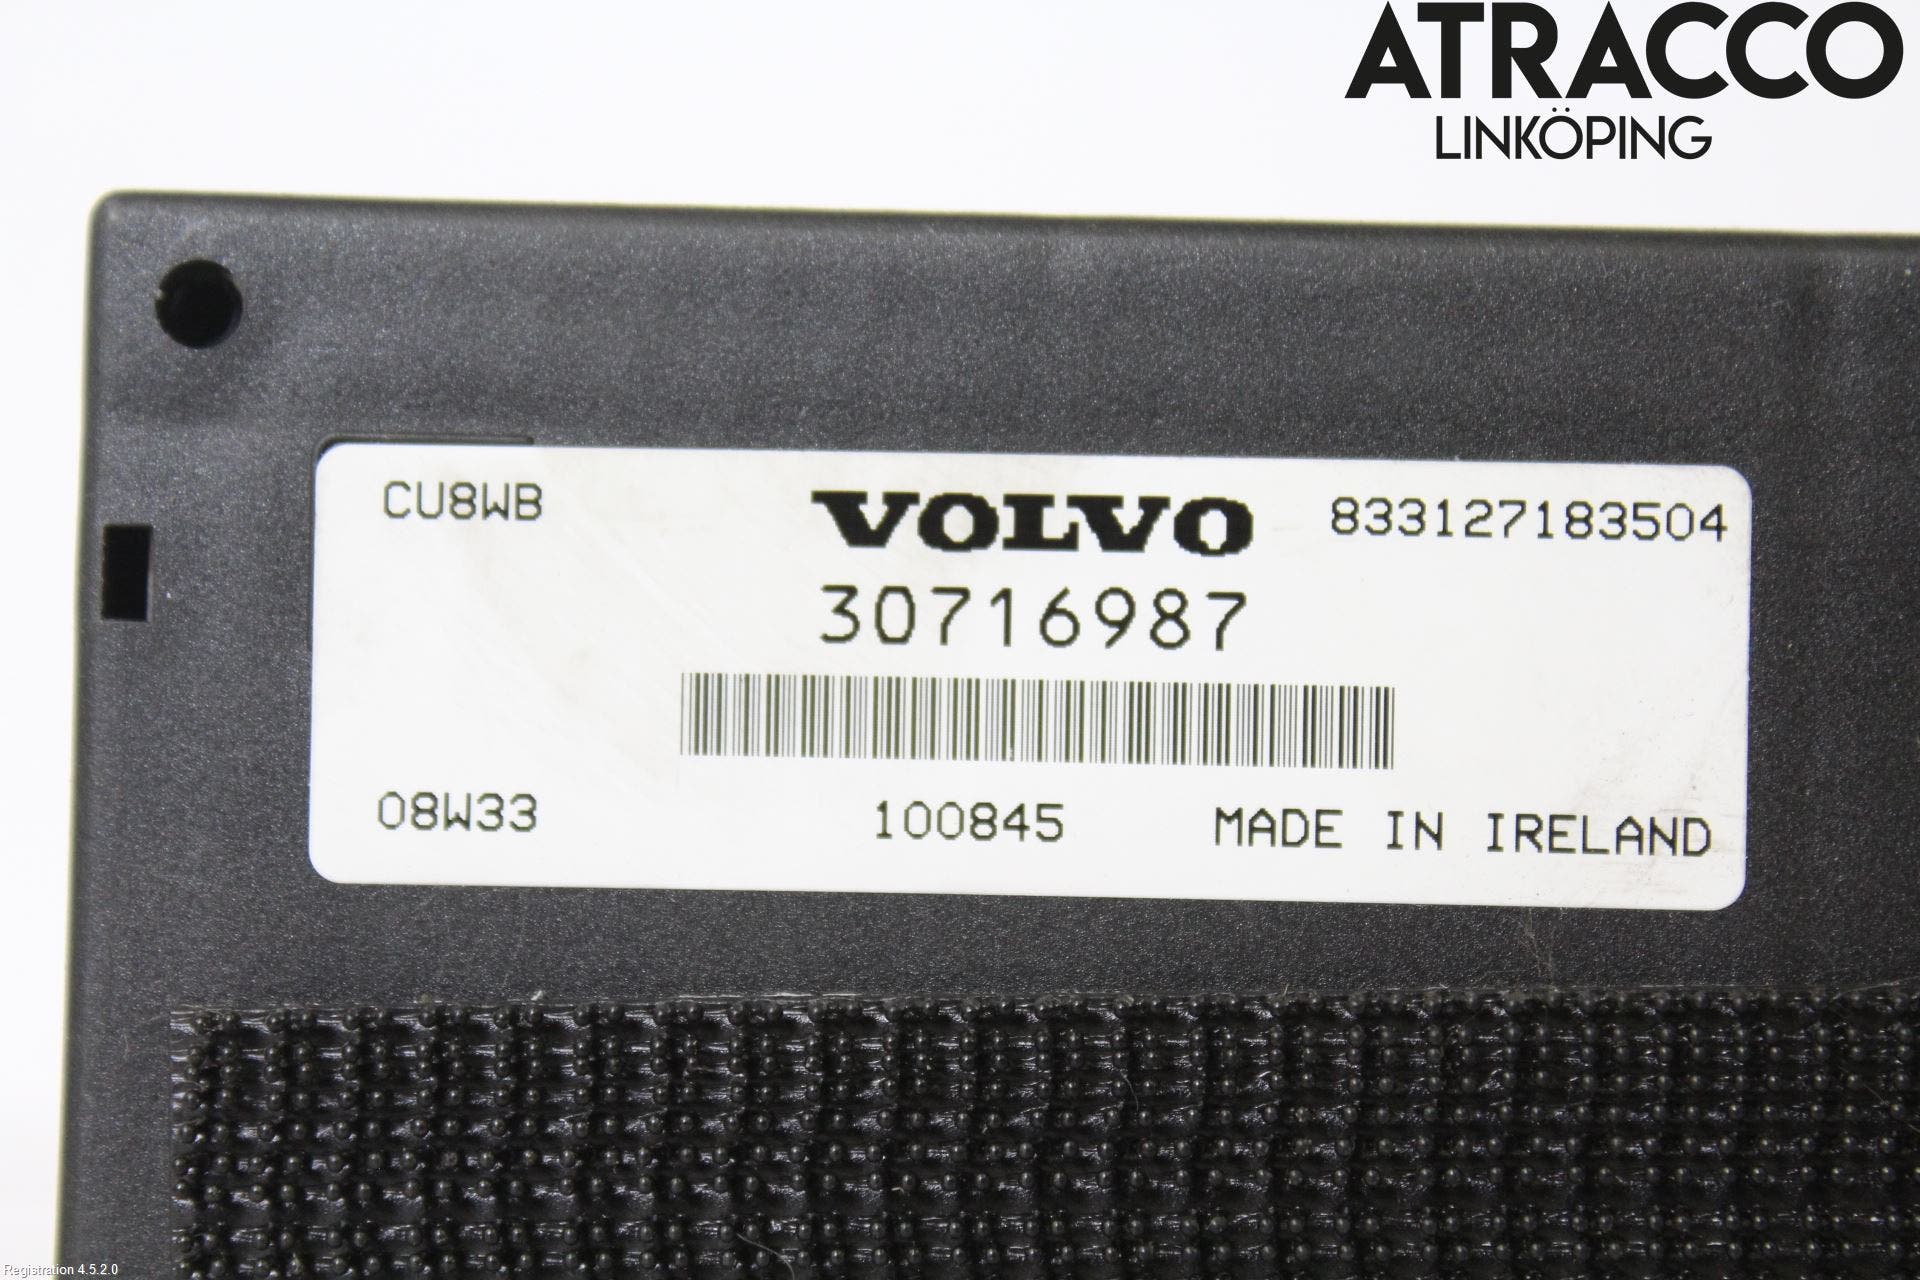 ATRACCO
LINKÖPING
CU8WB
VOLVO
833127183504
30716987
08W33
100845
MADE IN IRELAND
Registration 4.5.2.0